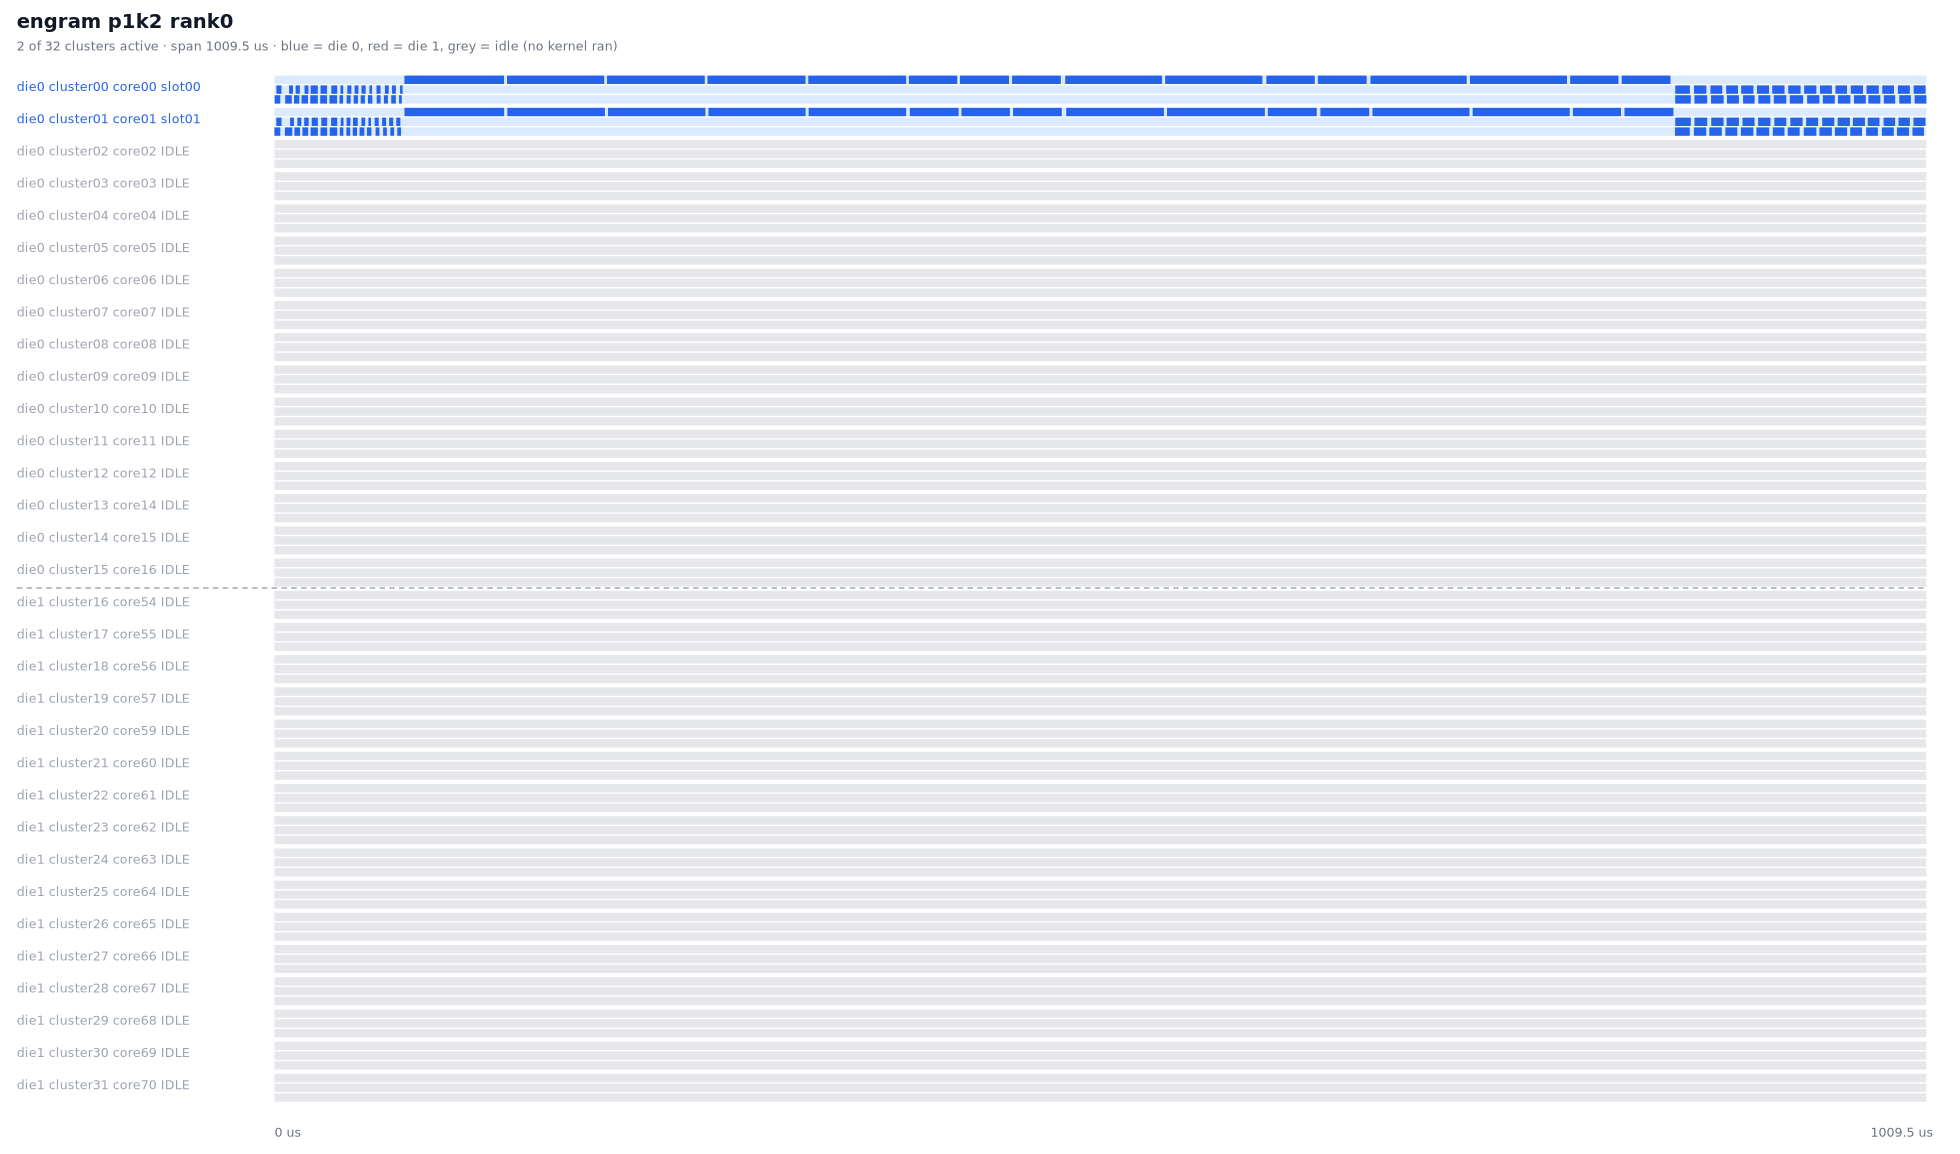 engram p1k2 rank0
2 of 32 clusters active · span 1009.5 us · blue = die 0, red = die 1, grey = idle (no kernel ran)
die0 cluster00 core00 slot00
die0 cluster01 core01 slot01
die0 cluster02 core02 IDLE
die0 cluster03 core03 IDLE
die0 cluster04 core04 IDLE
die0 cluster05 core05 IDLE
die0 cluster06 core06 IDLE
die0 cluster07 core07 IDLE
die0 cluster08 core08 IDLE
die0 cluster09 core09 IDLE
die0 cluster10 core10 IDLE
die0 cluster11 core11 IDLE
die0 cluster12 core12 IDLE
die0 cluster13 core14 IDLE
die0 cluster14 core15 IDLE
die0 cluster15 core16 IDLE
die1 cluster16 core54 IDLE
die1 cluster17 core55 IDLE
die1 cluster18 core56 IDLE
die1 cluster19 core57 IDLE
die1 cluster20 core59 IDLE
die1 cluster21 core60 IDLE
die1 cluster22 core61 IDLE
die1 cluster23 core62 IDLE
die1 cluster24 core63 IDLE
die1 cluster25 core64 IDLE
die1 cluster26 core65 IDLE
die1 cluster27 core66 IDLE
die1 cluster28 core67 IDLE
die1 cluster29 core68 IDLE
die1 cluster30 core69 IDLE
die1 cluster31 core70 IDLE
0 us
1009.5 us